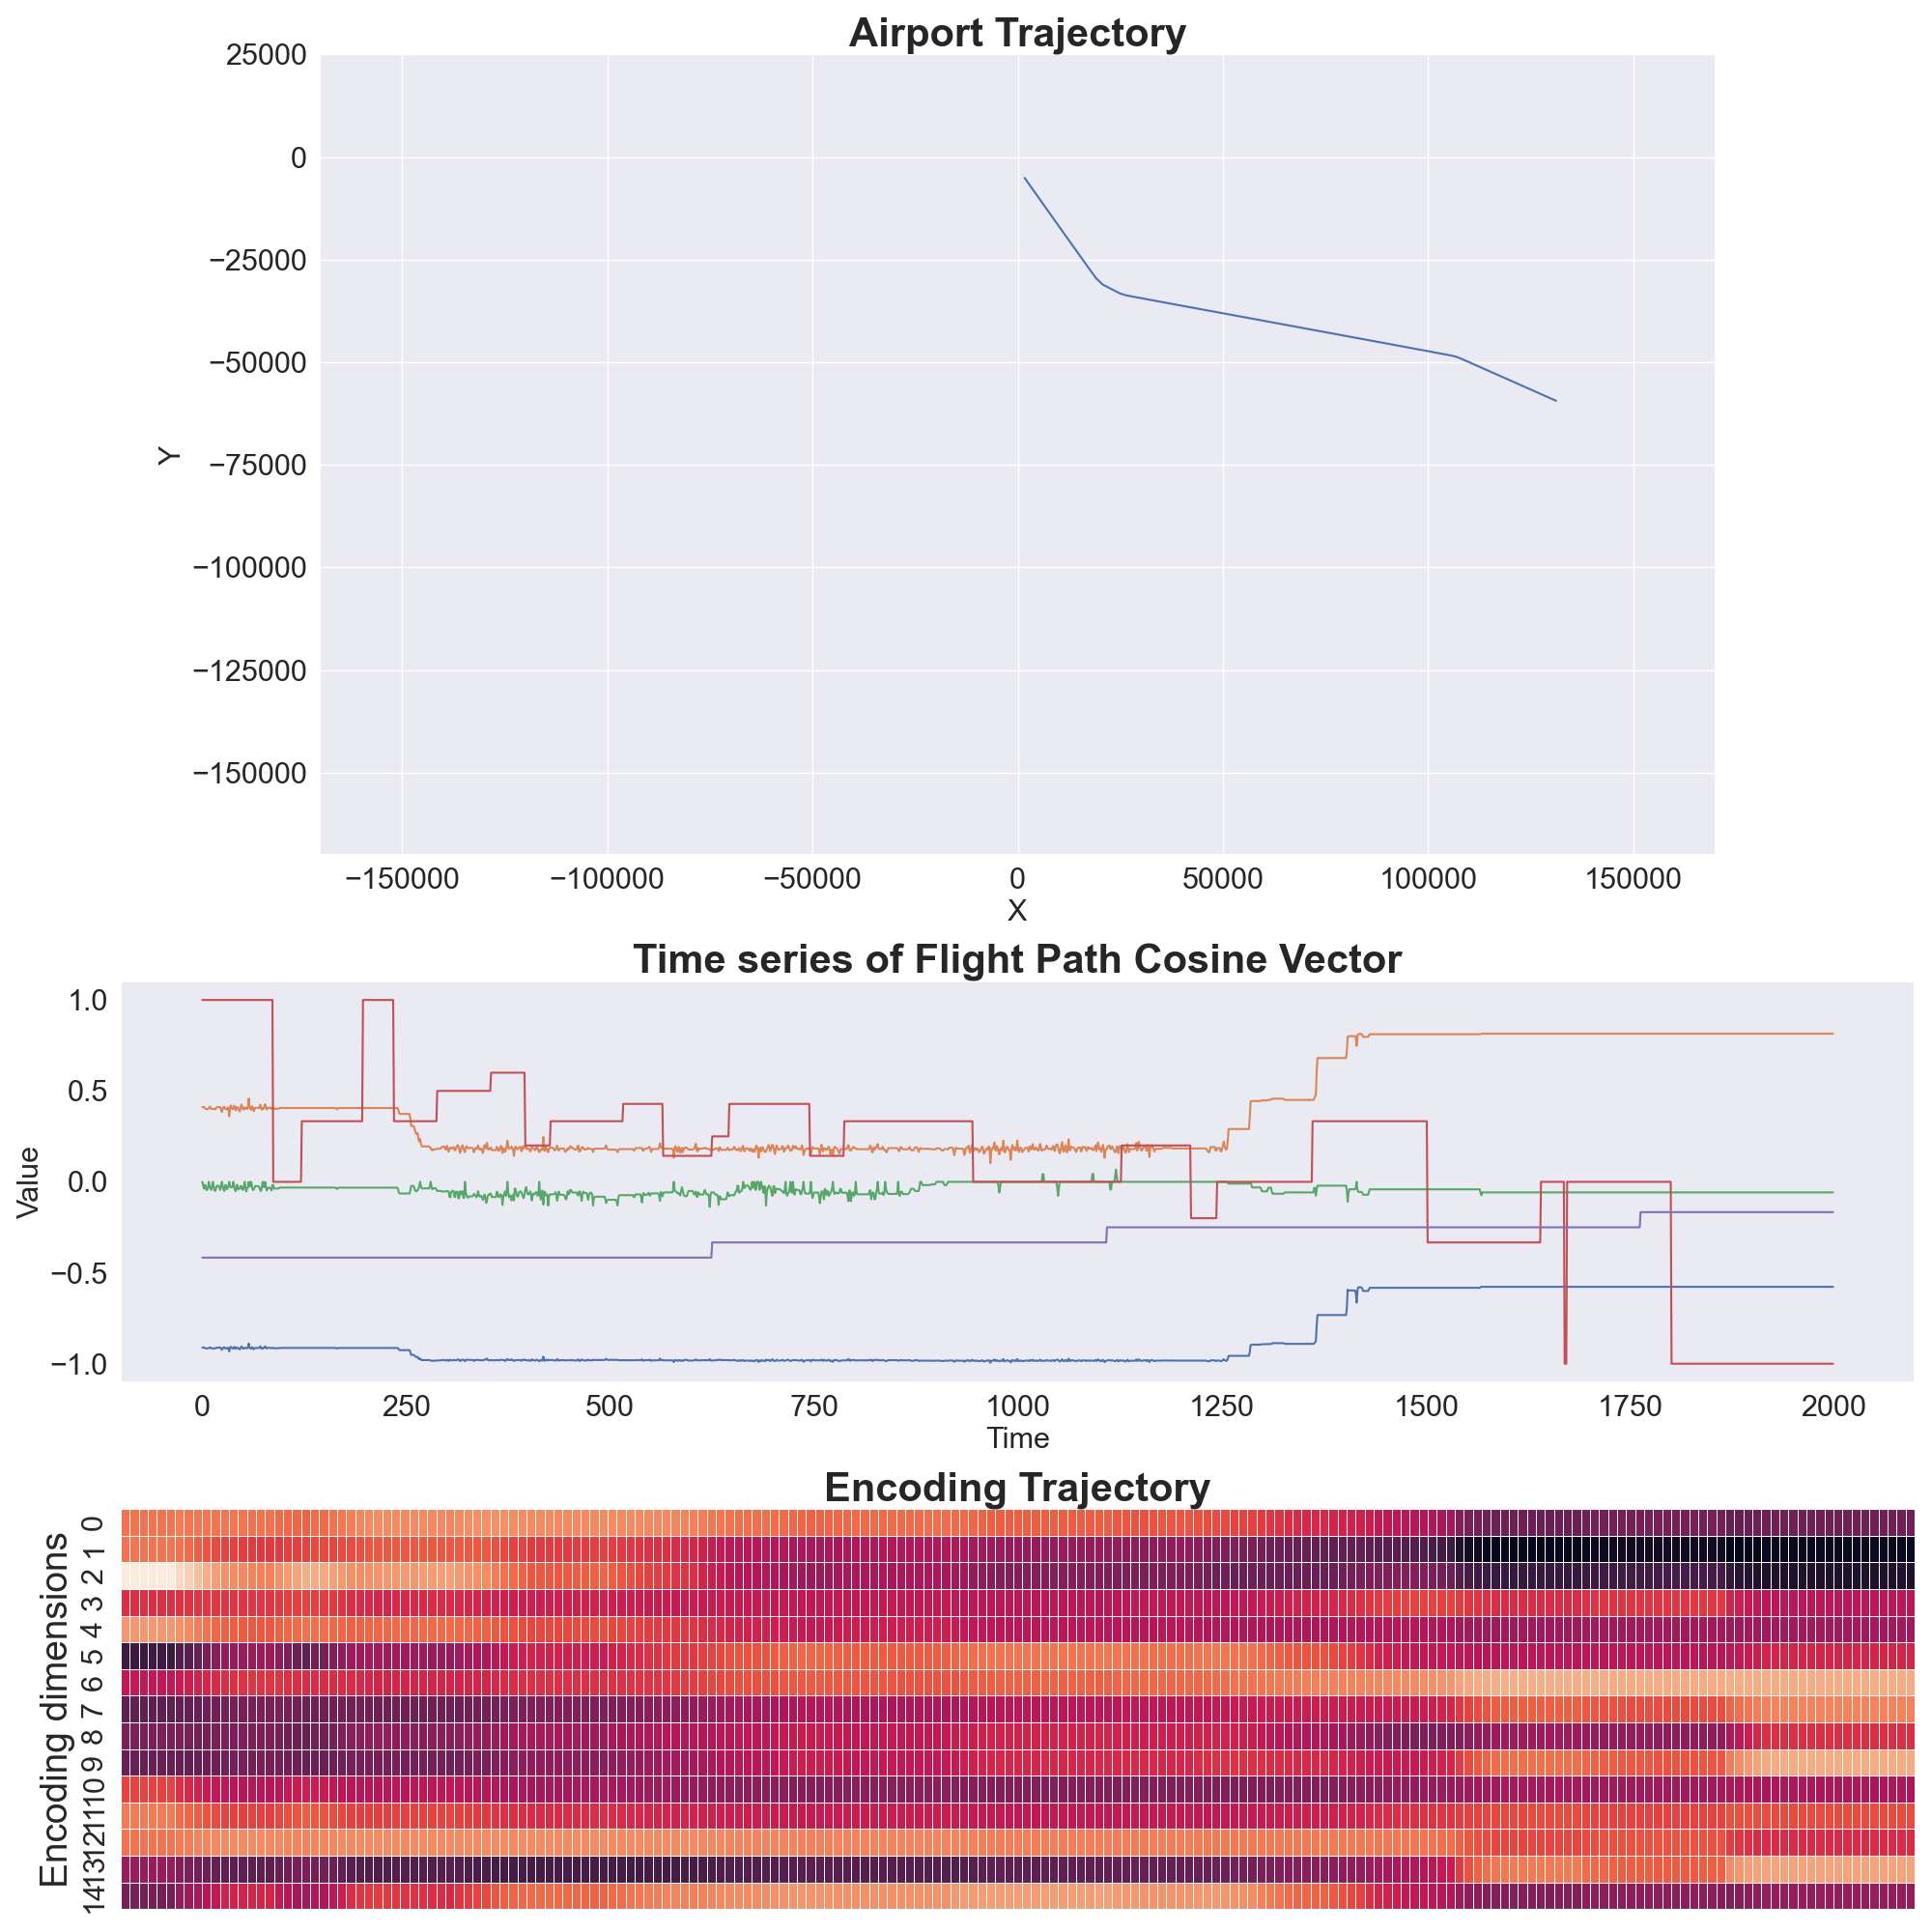 Airport Trajectory
25000
0
−25000
−50000
−75000
−100000
−125000
−150000
Y
−150000 −100000 −50000 0 50000 100000 150000
X
Time series of Flight Path Cosine Vector
1.0
0.5
0.0
−0.5
−1.0
Value
0 250 500 750 1000 1250 1500 1750 2000
Time
Encoding Trajectory
Encoding dimensions
0
1
2
3
4
5
6
7
8
9
10
11
12
13
14